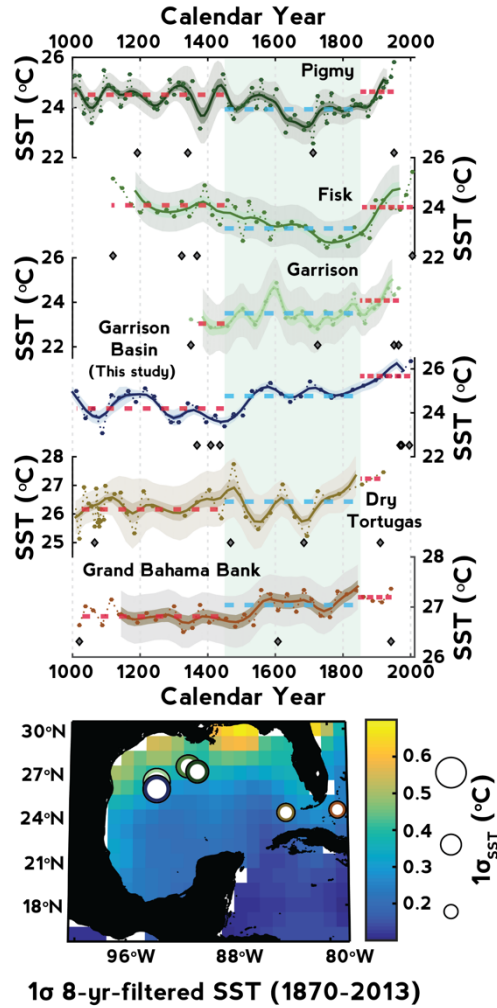 Calendar Year
1000 1200 1400 1600 1800 2000
26
24
22
SST (°C)
Pigmy
26
24
22
SST (°C)
Fisk
26
24
22
SST (°C)
Garrison
Garrison
Basin
(This study)
26
24
22
SST (°C)
28
27
26
25
SST (°C)
Dry
Tortugas
Grand Bahama Bank
28
27
26
SST (°C)
1000 1200 1400 1600 1800 2000
Calendar Year
30°N
27°N
24°N
21°N
18°N
96°W 88°W 80°W
0.6
0.5
0.4
0.3
0.2
1σSST (°C)
1σ 8-yr-filtered SST (1870-2013)